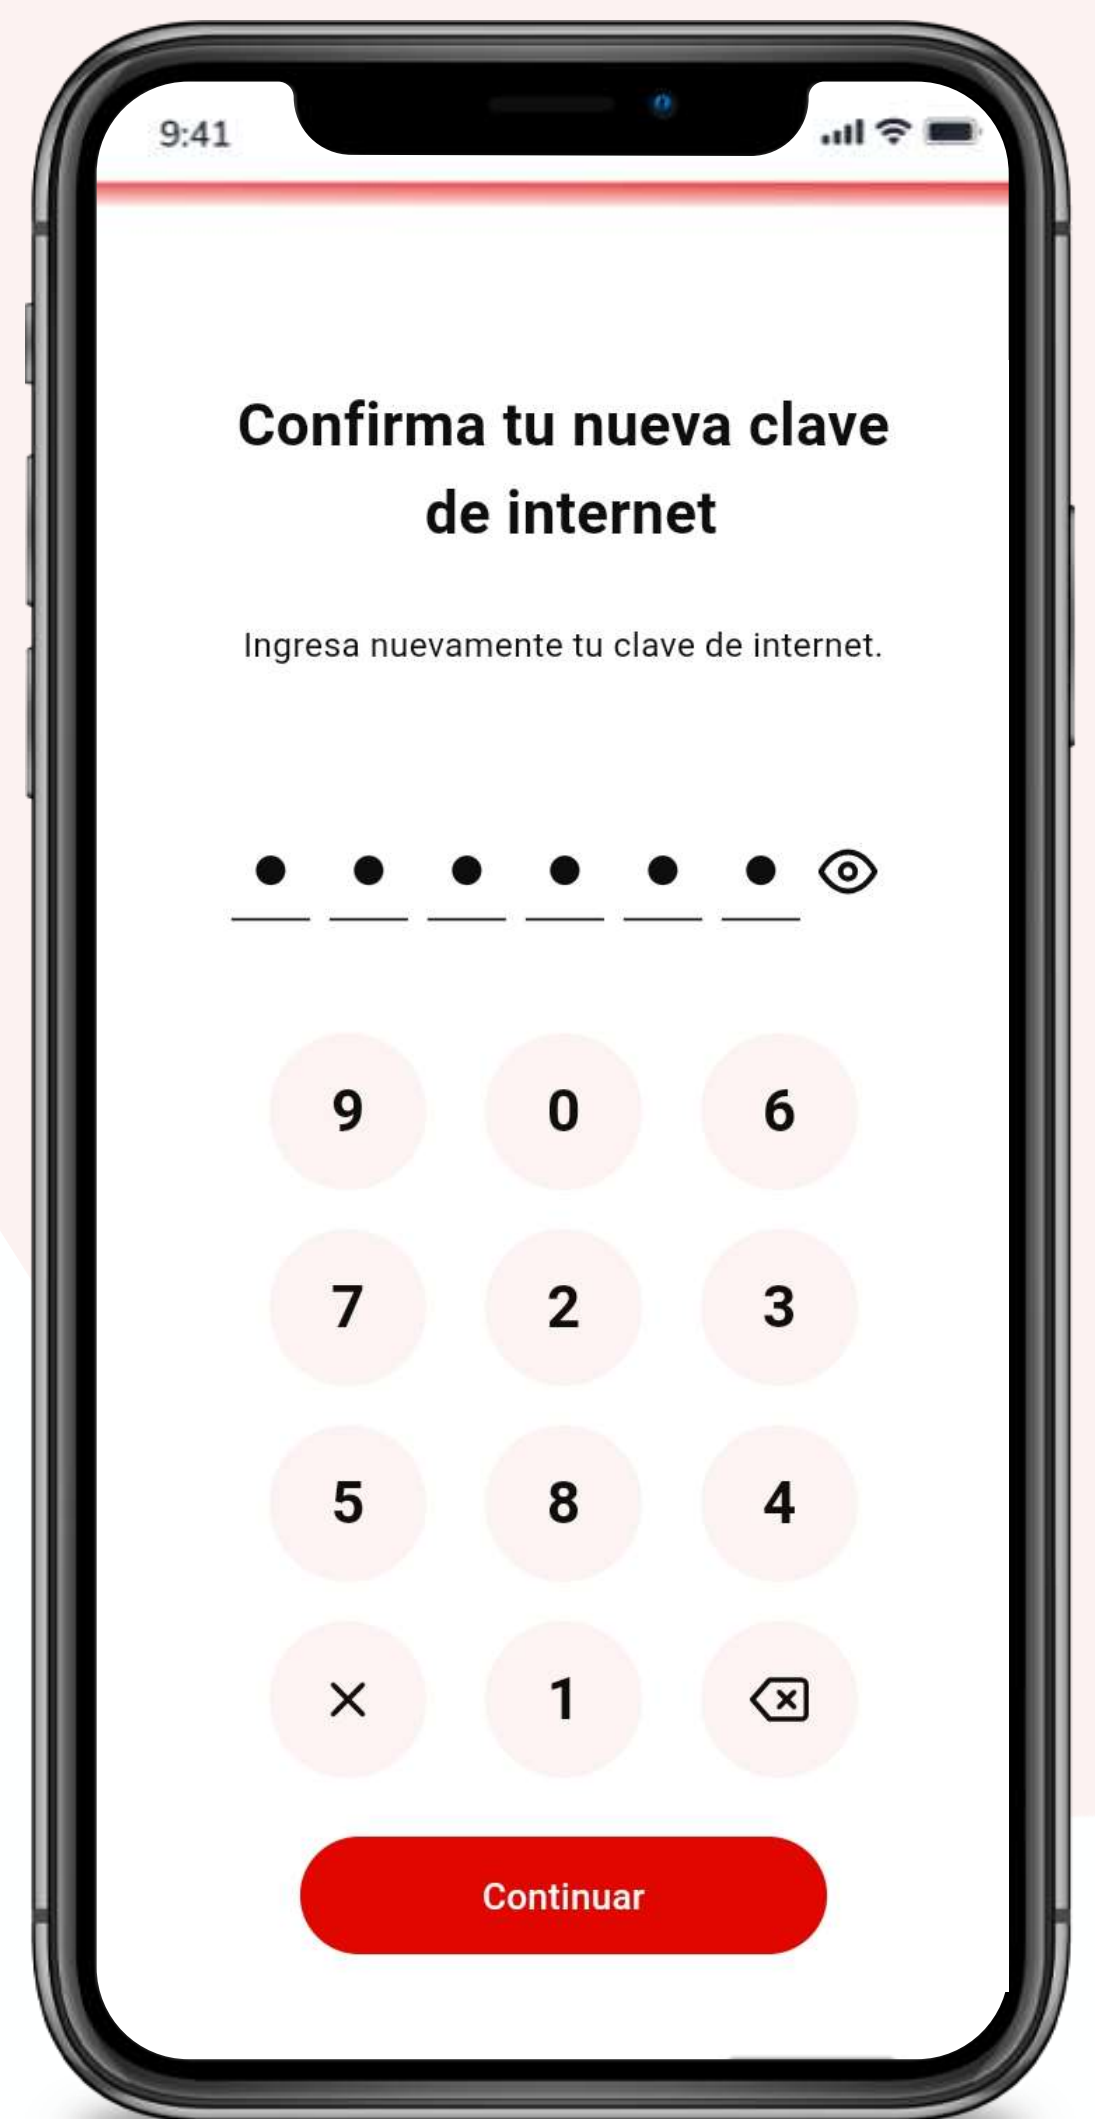 9:41
Confirma tu nueva clave
de internet
Ingresa nuevamente tu clave de internet.
9 0 6
7 2 3
5 8 4
1
Continuar